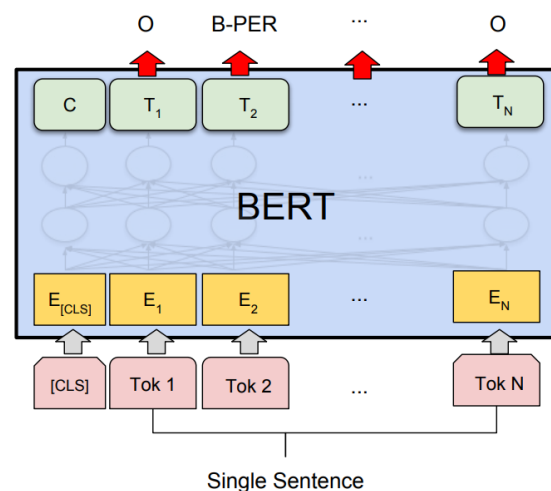 O B-PER ... O
C T1 T2 ... TN
...
BERT
...
E[CLS] E1 E2 ... EN
[CLS] Tok 1 Tok 2 ... Tok N
Single Sentence